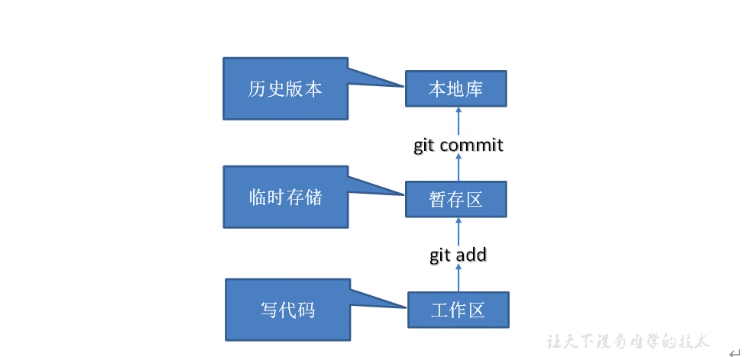 历史版本
本地库
git commit
临时存储
暂存区
git add
写代码
工作区
让天下没有难学的技术